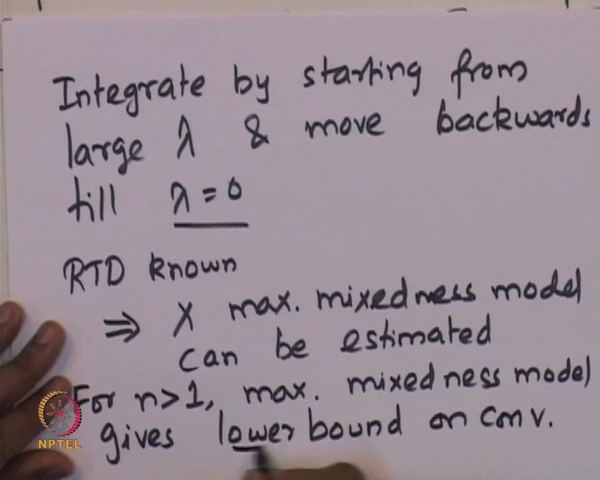 Integrate by starting from
large λ & move backwards
till λ = 0
RTD known
⇒ X max. mixedness model
can be estimated
For n>1, max. mixedness model
gives lower bound on conv.
NPTEL